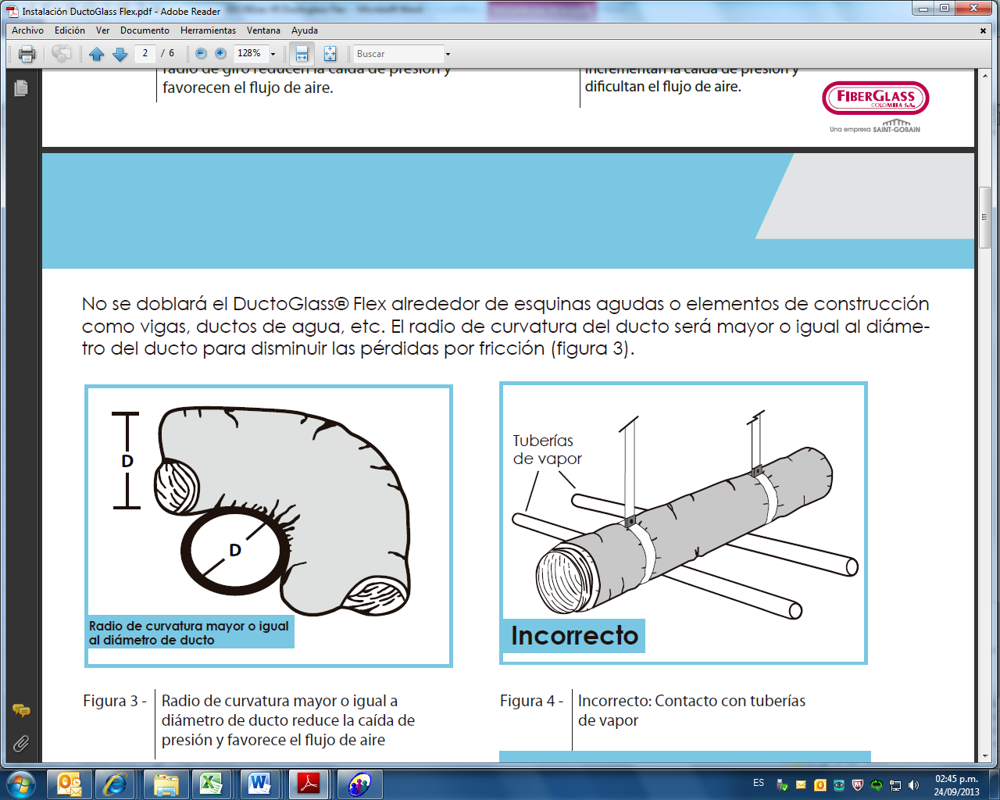 Instalación DuctoGlass Flex.pdf - Adobe Reader
Archivo Edición Ver Documento Herramientas Ventana Ayuda
2 / 6 128% Buscar
radio de giro reducen la caída de presión y
favorecen el flujo de aire.
incrementan la caída de presión y
dificultan el flujo de aire.
FIBERGLASS
COLOMBIA S.A.
Una empresa SAINT-GOBAIN
No se doblará el DuctoGlass® Flex alrededor de esquinas agudas o elementos de construcción
como vigas, ductos de agua, etc. El radio de curvatura del ducto será mayor o igual al diáme-
tro del ducto para disminuir las pérdidas por fricción (figura 3).
D
D
Radio de curvatura mayor o igual
al diámetro de ducto
Tuberías
de vapor
Incorrecto
Figura 3 - Radio de curvatura mayor o igual a
diámetro de ducto reduce la caída de
presión y favorece el flujo de aire
Figura 4 - Incorrecto: Contacto con tuberías
de vapor
ES
02:45 p.m.
24/09/2013